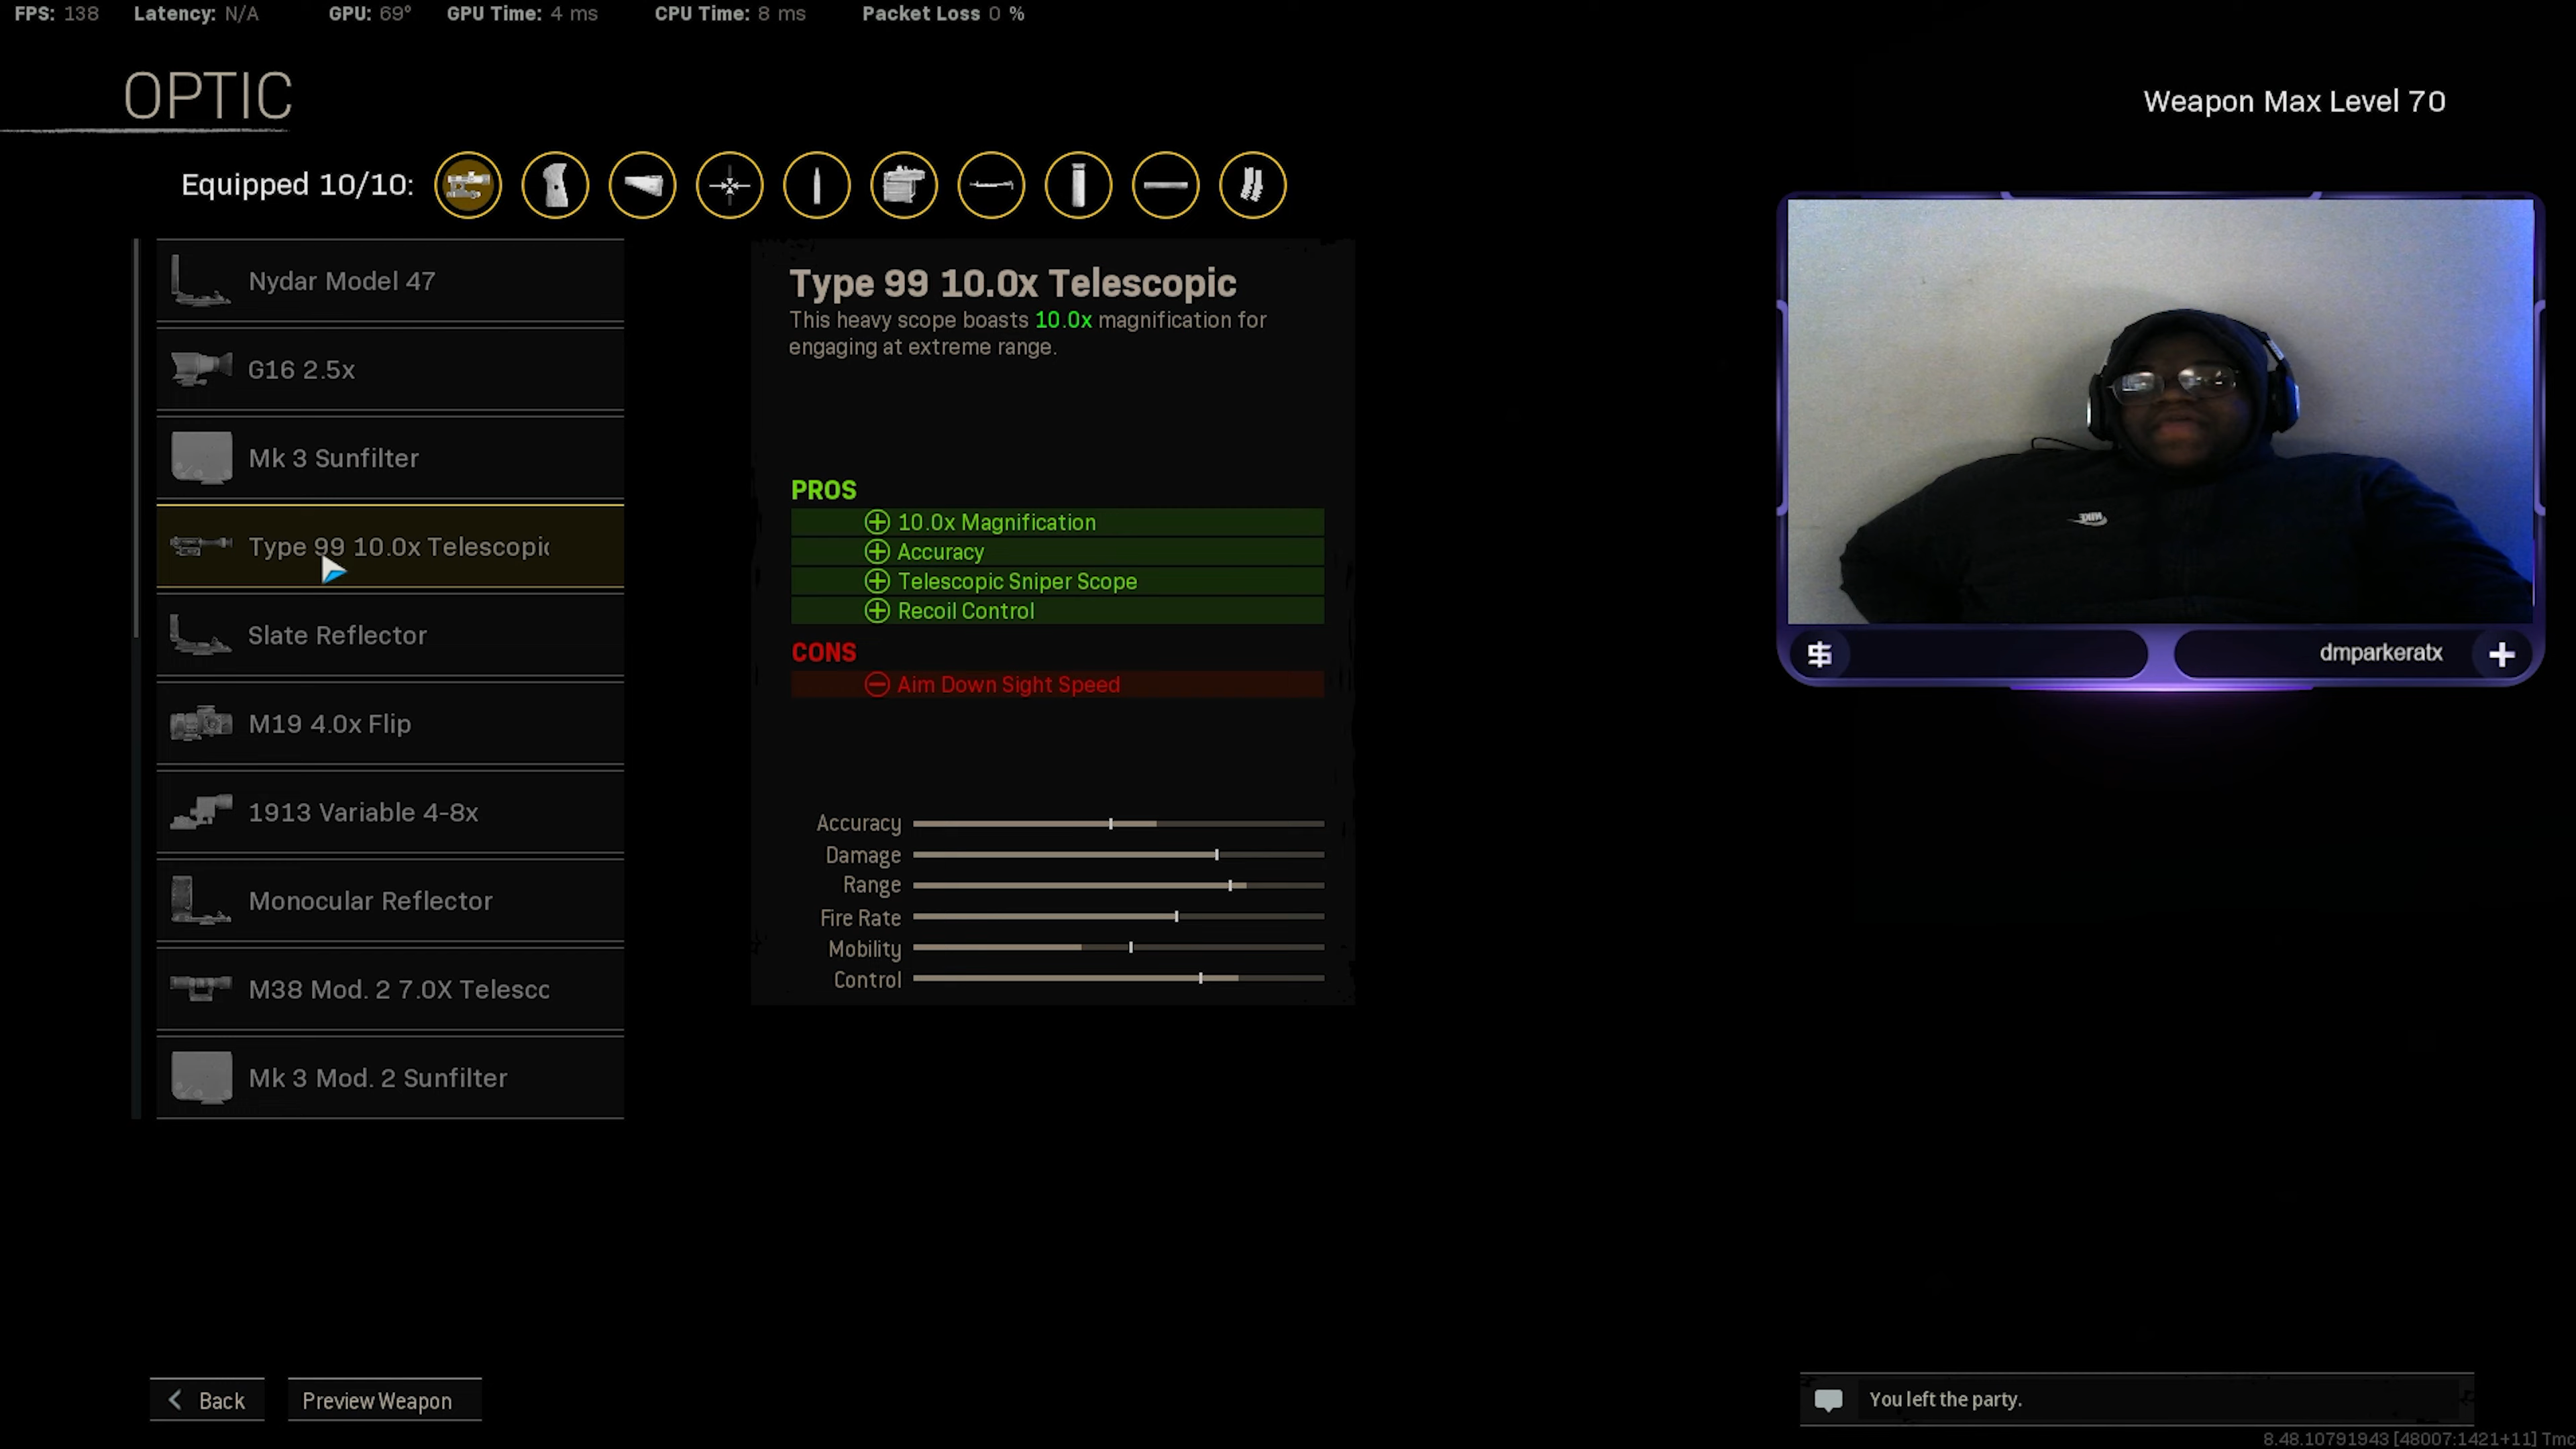 FPS: 138 Latency: N/A GPU: 69° GPU Time: 4 ms CPU Time: 8 ms Packet Loss 0 %
OPTIC
Weapon Max Level 70
Equipped 10/10:
Nydar Model 47
G16 2.5x
Mk 3 Sunfilter
Type 99 10.0x Telescopic
Slate Reflector
M19 4.0x Flip
1913 Variable 4-8x
Monocular Reflector
M38 Mod. 2 7.0X Telesco
Mk 3 Mod. 2 Sunfilter
Type 99 10.0x Telescopic
This heavy scope boasts 10.0x magnification for
engaging at extreme range.
PROS
10.0x Magnification
Accuracy
Telescopic Sniper Scope
Recoil Control
CONS
Aim Down Sight Speed
Accuracy
Damage
Range
Fire Rate
Mobility
Control
NIKE
dmparkeratx
Back
Preview Weapon
You left the party.
8.48.10791943 [48007:1421+11] Tmc